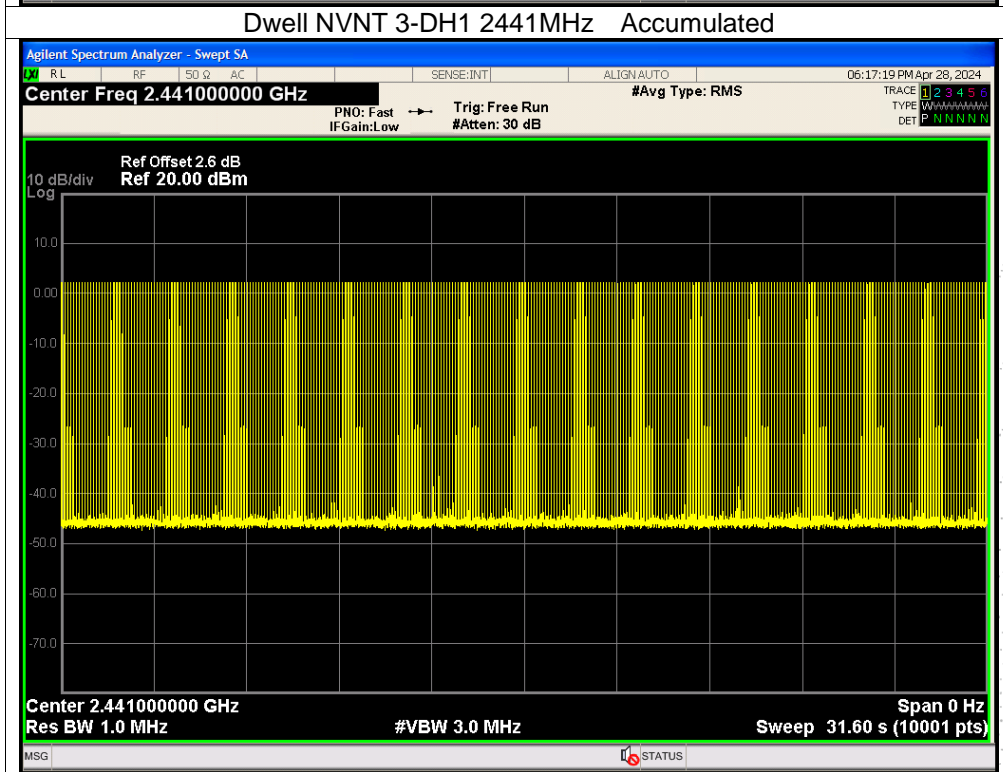 Dwell NVNT 3-DH1 2441MHz Accumulated
Agilent Spectrum Analyzer - Swept SA
LXI RL RF 50 Ω AC SENSE:INT ALIGN AUTO 06:17:19 PM Apr 28, 2024
Center Freq 2.441000000 GHz #Avg Type: RMS TRACE 1 2 3 4 5 6
PNO: Fast Trig: Free Run TYPE WWWWWW
IFGain:Low #Atten: 30 dB DET P N N N N N
Ref Offset 2.6 dB
10 dB/div Ref 20.00 dBm
Log
10.0
0.00
-10.0
-20.0
-30.0
-40.0
-50.0
-60.0
-70.0
Center 2.441000000 GHz Span 0 Hz
Res BW 1.0 MHz #VBW 3.0 MHz Sweep 31.60 s (10001 pts)
MSG STATUS